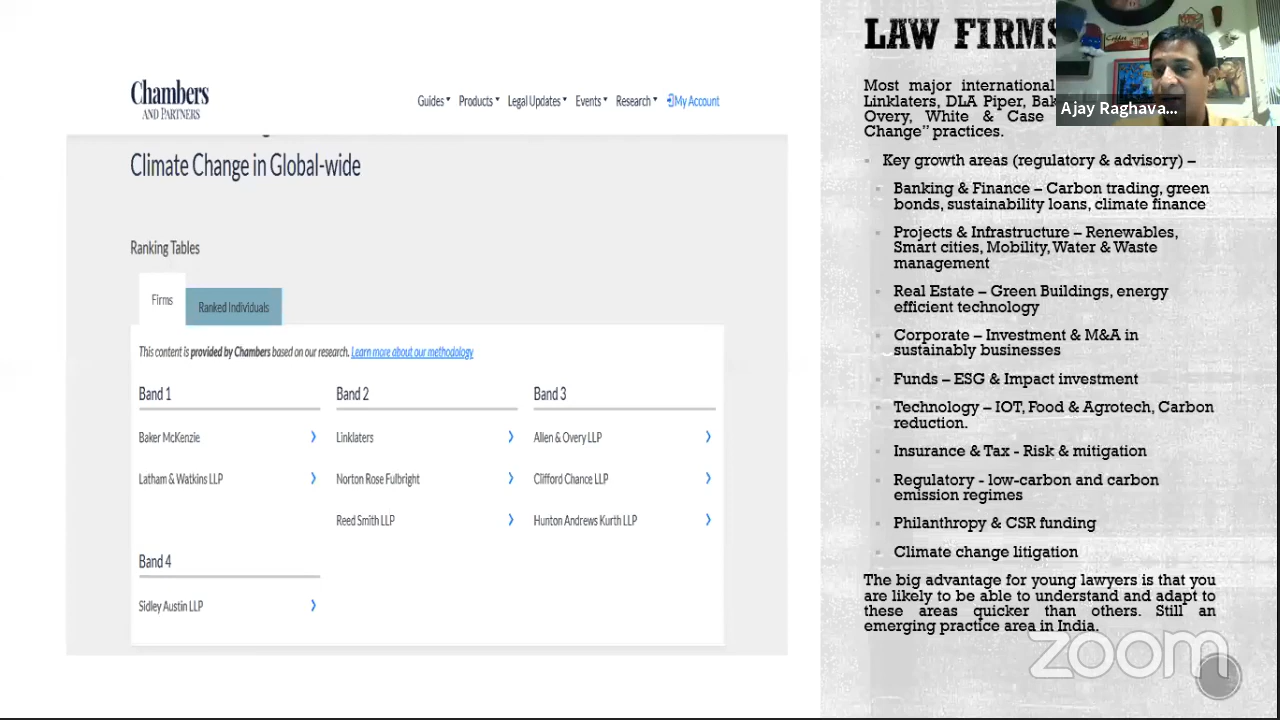 Chambers
AND PARTNERS
Guides Products Legal Updates Events Research My Account
Climate Change in Global-wide
Ranking Tables
Firms
Ranked Individuals
This content is provided by Chambers based on our research. Learn more about our methodology
Band 1
Baker McKenzie
Latham & Watkins LLP
Band 2
Linklaters
Norton Rose Fulbright
Reed Smith LLP
Band 3
Allen & Overy LLP
Clifford Chance LLP
Hunton Andrews Kurth LLP
Band 4
Sidley Austin LLP
LAW FIRMS
Most major international
Linklaters, DLA Piper,
Overy, White & Case
Change” practices.
Key growth areas (regulatory & advisory) –
Banking & Finance – Carbon trading, green
bonds, sustainability loans, climate finance
Projects & Infrastructure – Renewables,
Smart cities, Mobility, Water & Waste
management
Real Estate – Green Buildings, energy
efficient technology
Corporate – Investment & M&A in
sustainably businesses
Funds – ESG & Impact investment
Technology – IOT, Food & Agrotech, Carbon
reduction.
Insurance & Tax - Risk & mitigation
Regulatory - low-carbon and carbon
emission regimes
Philanthropy & CSR funding
Climate change litigation
The big advantage for young lawyers is that you
are likely to be able to understand and adapt to
these areas quicker than others. Still an
emerging practice area in India.
Ajay Raghava...
zoom